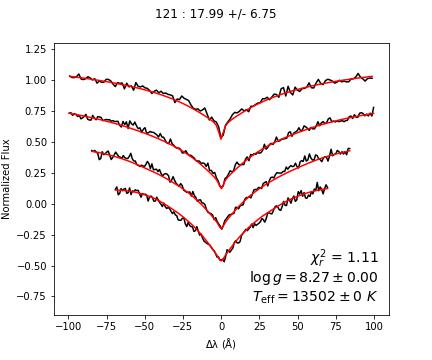 121 : 17.99 +/- 6.75
1.25
1.00
0.75
0.50
0.25
0.00
−0.25
−0.50
−0.75
Normalized Flux
χ²ᵣ = 1.11
log g = 8.27 ± 0.00
Teff = 13502 ± 0 K
−100 −75 −50 −25 0 25 50 75 100
Δλ (Å)